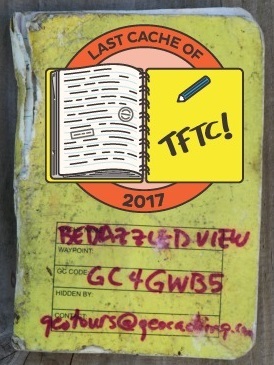 LAST CACHE OF
TFTC!
2017
BEDAZZLED VIEW
WAYPOINT:
GC CODE: GC4GWB5
HIDDEN BY:
geotours@geocaching.com